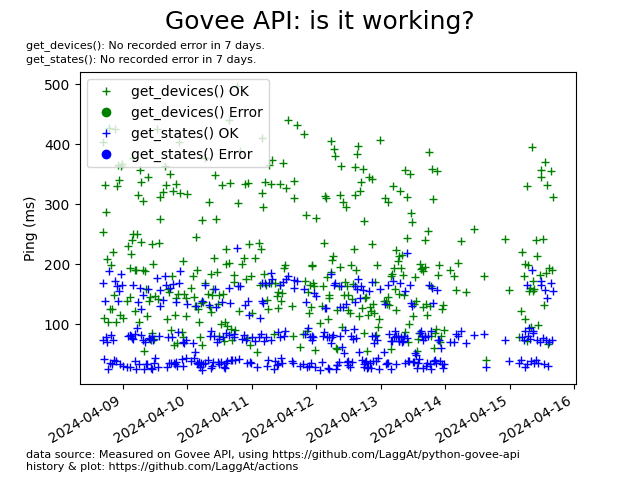 Govee API: is it working?
get_devices(): No recorded error in 7 days.
get_states(): No recorded error in 7 days.
get_devices() OK
get_devices() Error
get_states() OK
get_states() Error
500
400
300
200
100
Ping (ms)
2024-04-09
2024-04-10
2024-04-11
2024-04-12
2024-04-13
2024-04-14
2024-04-15
2024-04-16
data source: Measured on Govee API, using https://github.com/LaggAt/python-govee-api
history & plot: https://github.com/LaggAt/actions